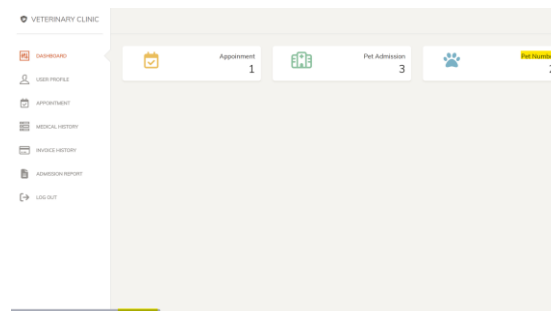 VETERINARY CLINIC
DASHBOARD
USER PROFILE
APPOINTMENT
MEDICAL HISTORY
INVOICE HISTORY
ADMISSION REPORT
LOG OUT
Appoinment
1
Pet Admission
3
Pet Numbe